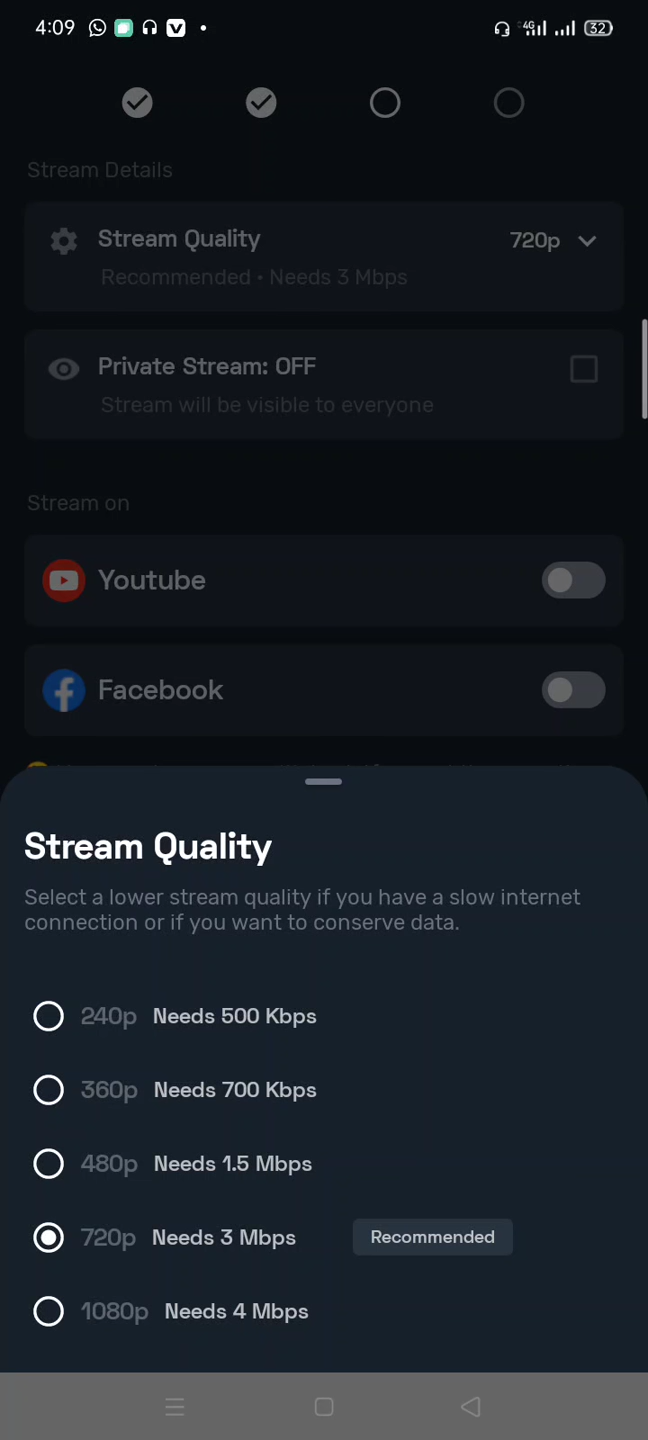 4:09
4G
32
Stream Details
Stream Quality 720p
Recommended • Needs 3 Mbps
Private Stream: OFF
Stream will be visible to everyone
Stream on
Youtube
Facebook
Stream Quality
Select a lower stream quality if you have a slow internet
connection or if you want to conserve data.
240p Needs 500 Kbps
360p Needs 700 Kbps
480p Needs 1.5 Mbps
720p Needs 3 Mbps Recommended
1080p Needs 4 Mbps